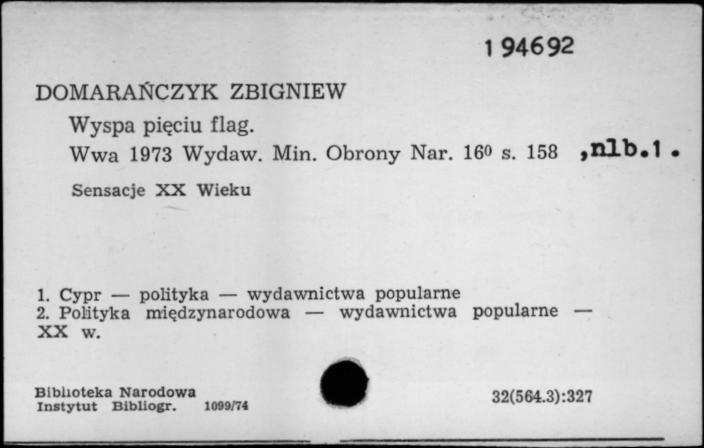 1 94692
DOMARAŃCZYK ZBIGNIEW
Wyspa pięciu flag.
Wwa 1973 Wydaw. Min. Obrony Nar. 16⁰ s. 158 ,nlb.1.
Sensacje XX Wieku
1. Cypr — polityka — wydawnictwa popularne
2. Polityka międzynarodowa — wydawnictwa popularne —
XX w.
Biblioteka Narodowa
Instytut Bibliogr. 1099/74
32(564.3):327